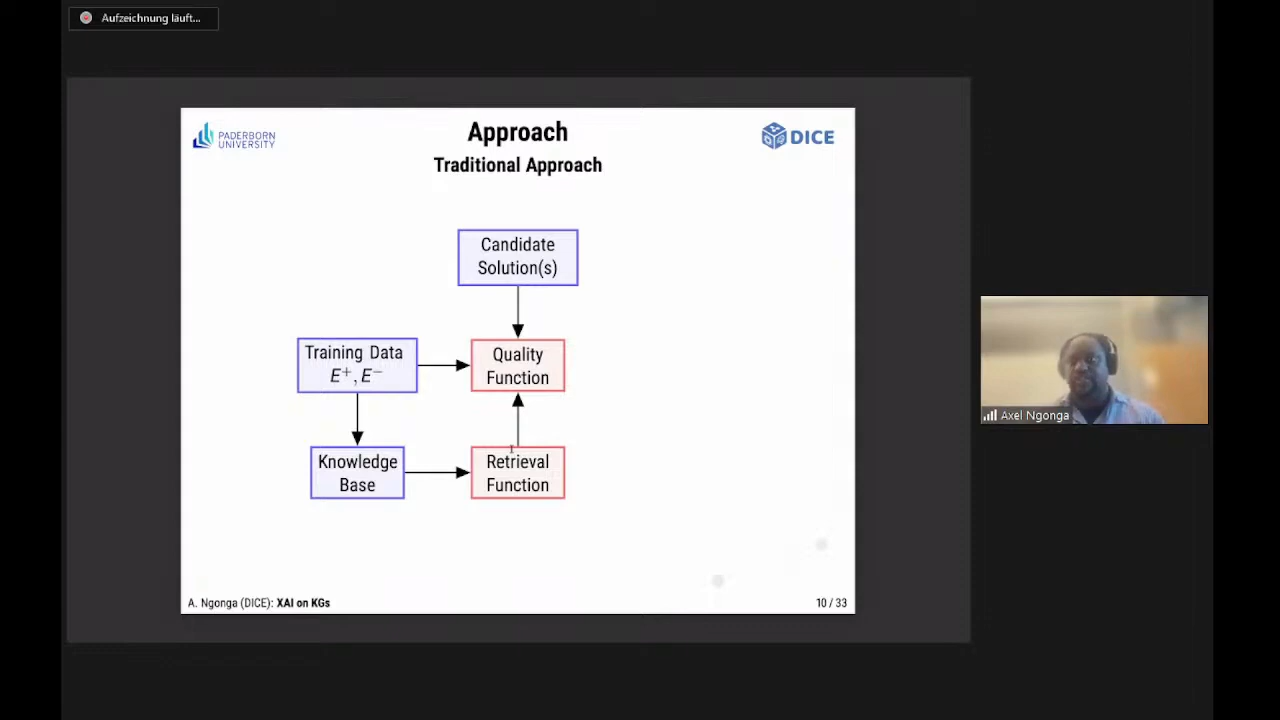 Aufzeichnung läuft...
PADERBORN
UNIVERSITY
Approach
DICE
Traditional Approach
Candidate
Solution(s)
Training Data
E⁺, E⁻
Quality
Function
Knowledge
Base
Retrieval
Function
Axel Ngonga
A. Ngonga (DICE): XAI on KGs
10 / 33